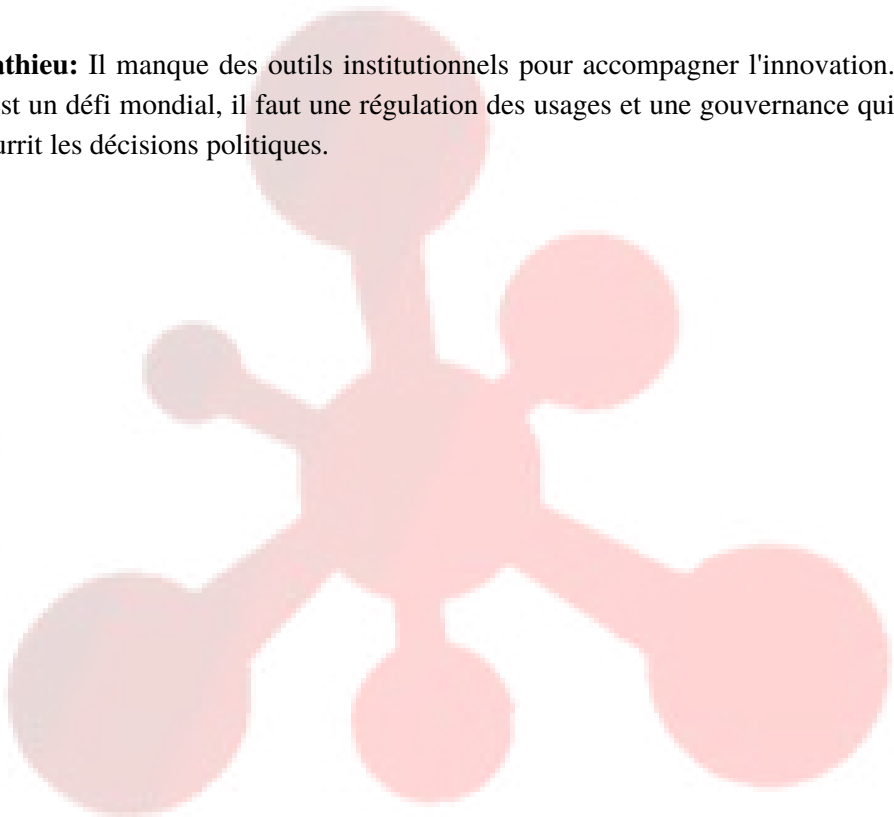 athieu: Il manque des outils institutionnels pour accompagner l'innovation.
st un défi mondial, il faut une régulation des usages et une gouvernance qui
urrit les décisions politiques.